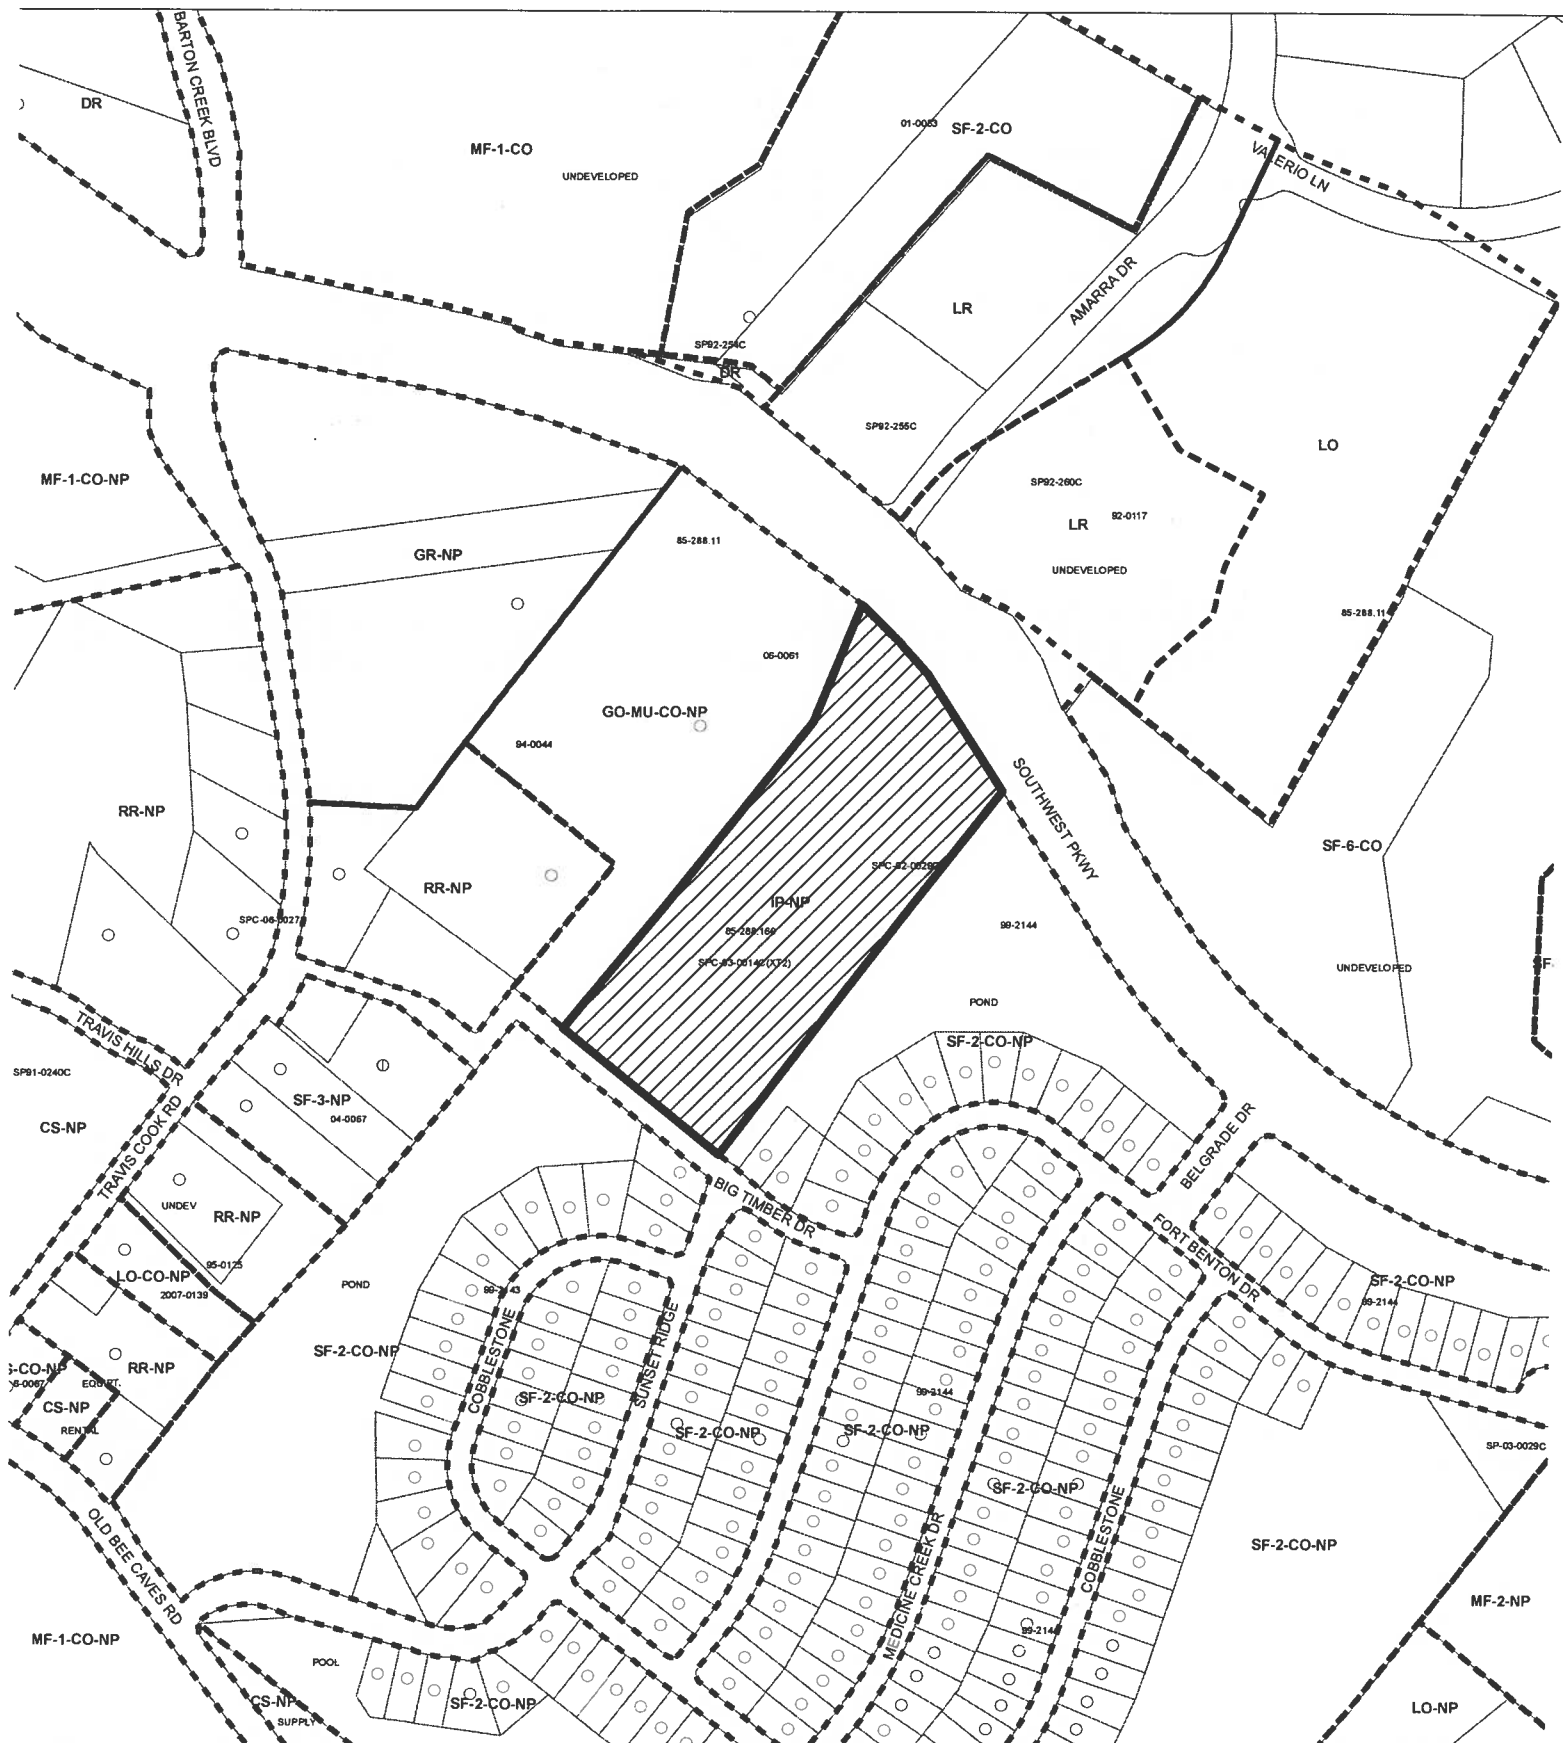 BARTON CREEK BLVD
DR
MF-1-CO
UNDEVELOPED
01-0053
SF-2-CO
VALERIO LN
AMARRA DR
LR
SP92-254C
DR
SP92-255C
LO
MF-1-CO-NP
SP92-260C
LR
92-0117
UNDEVELOPED
GR-NP
85-288.11
85-288.11
06-0061
GO-MU-CO-NP
94-0044
SOUTHWEST PKWY
RR-NP
SF-6-CO
RR-NP
IP-NP
SPC-06-0027
99-2144
UNDEVELOPED
SF-
POND
TRAVIS HILLS DR
SF-2-CO-NP
SP91-0240C
SF-3-NP
04-0067
CS-NP
TRAVIS COOK RD
BELGRADE DR
BIG TIMBER DR
UNDEV
RR-NP
FORT BENTON DR
95-0125
LO-CO-NP
2007-0139
POND
SF-2-CO-NP
99-2144
COBBLESTONE
SUNSET RIDGE
SF-2-CO-NP
RR-NP
S-CO-NP
CS-NP
RENTAL
SF-2-CO-NP
SF-2-CO-NP
99-2144
SF-2-CO-NP
SP-03-0029C
SF-2-CO-NP
COBBLESTONE
MEDICINE CREEK DR
SF-2-CO-NP
OLD BEE CAVES RD
MF-2-NP
MF-1-CO-NP
POOL
CS-NP
SUPPLY
SF-2-CO-NP
LO-NP